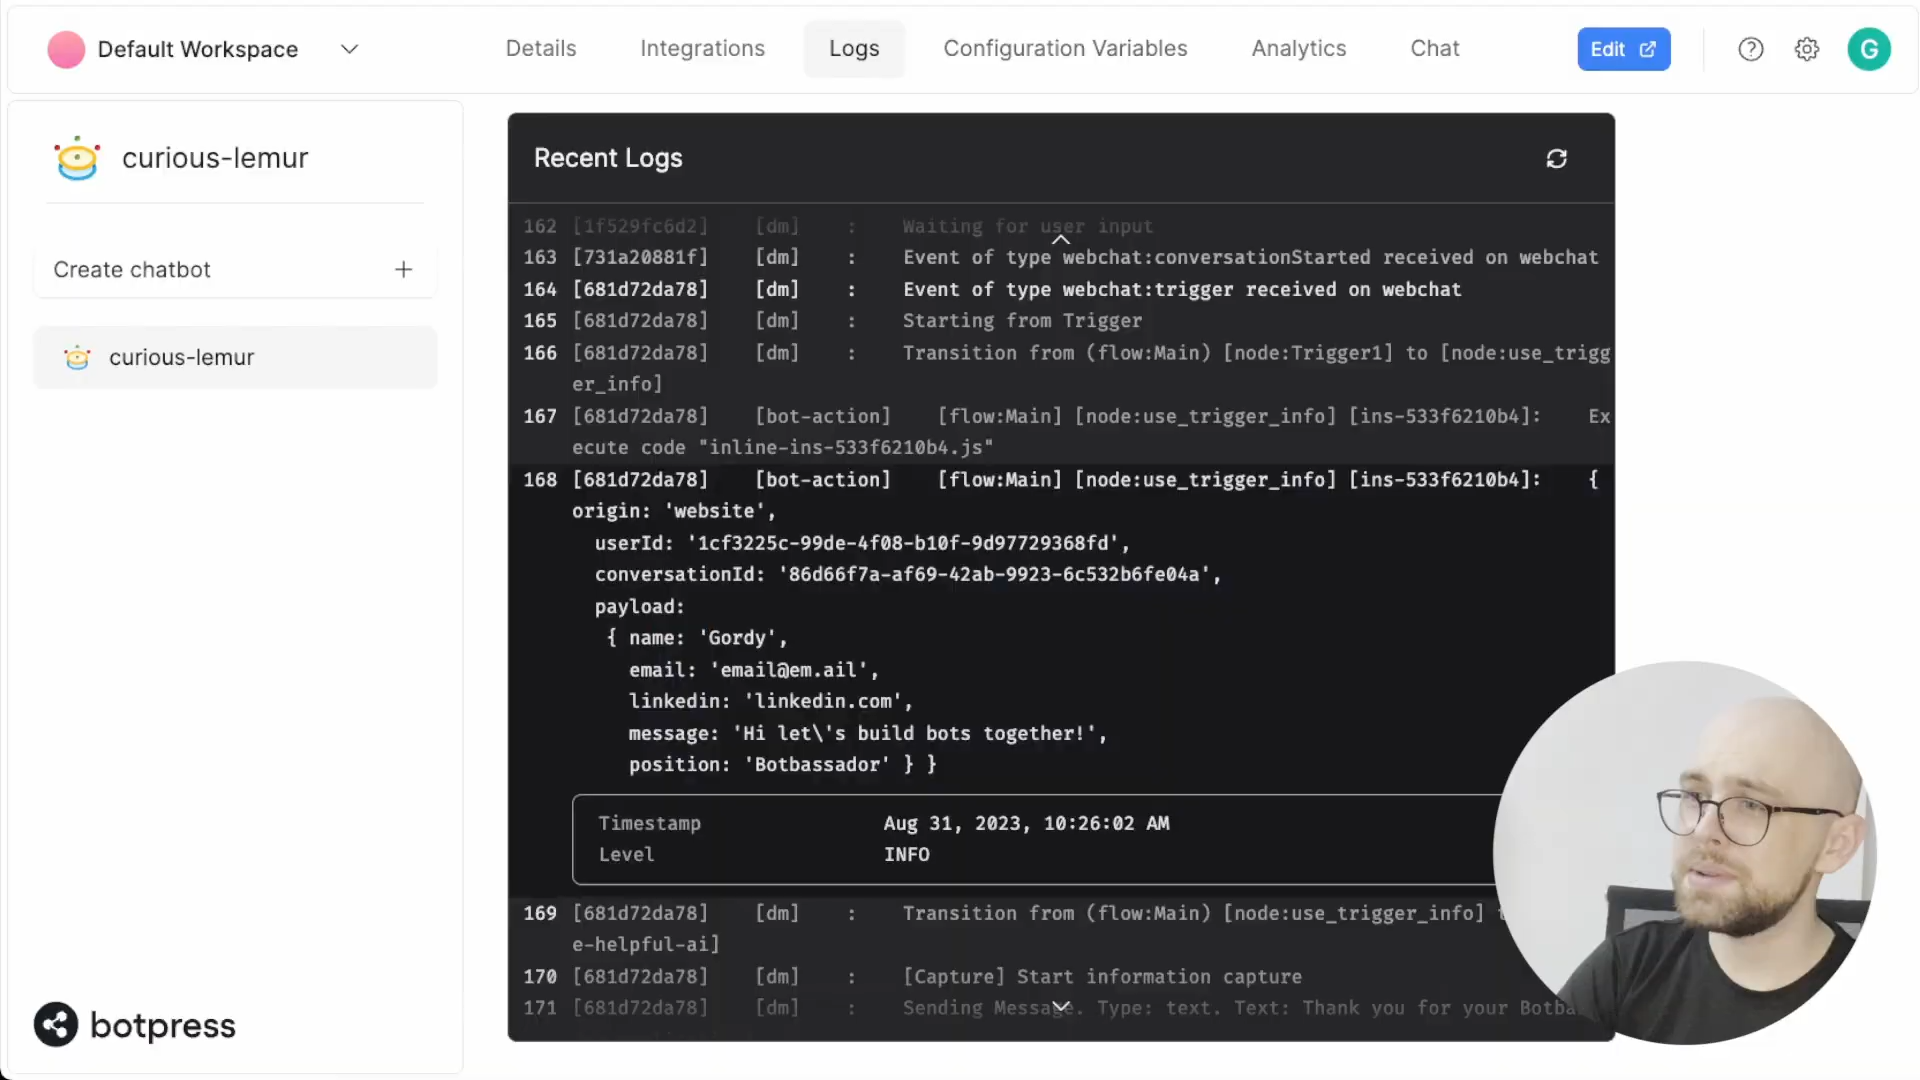 Default Workspace
Details
Integrations
Logs
Configuration Variables
Analytics
Chat
Edit
G
curious-lemur
Create chatbot
curious-lemur
botpress
Recent Logs
162 [1f529fc6d2] [dm] : Waiting for user input
163 [731a20881f] [dm] : Event of type webchat:conversationStarted received on webchat
164 [681d72da78] [dm] : Event of type webchat:trigger received on webchat
165 [681d72da78] [dm] : Starting from Trigger
166 [681d72da78] [dm] : Transition from (flow:Main) [node:Trigger1] to [node:use_trigg
er_info]
167 [681d72da78] [bot-action] [flow:Main] [node:use_trigger_info] [ins-533f6210b4]: Ex
ecute code "inline-ins-533f6210b4.js"
168 [681d72da78] [bot-action] [flow:Main] [node:use_trigger_info] [ins-533f6210b4]: {
origin: 'website',
userId: '1cf3225c-99de-4f08-b10f-9d97729368fd',
conversationId: '86d66f7a-af69-42ab-9923-6c532b6fe04a',
payload:
{ name: 'Gordy',
email: 'email@em.ail',
linkedin: 'linkedin.com',
message: 'Hi let\'s build bots together!',
position: 'Botbassador' } }
Timestamp Aug 31, 2023, 10:26:02 AM
Level INFO
169 [681d72da78] [dm] : Transition from (flow:Main) [node:use_trigger_info]
e-helpful-ai]
170 [681d72da78] [dm] : [Capture] Start information capture
171 [681d72da78] [dm] : Sending Message. Type: text. Text: Thank you for your Botba